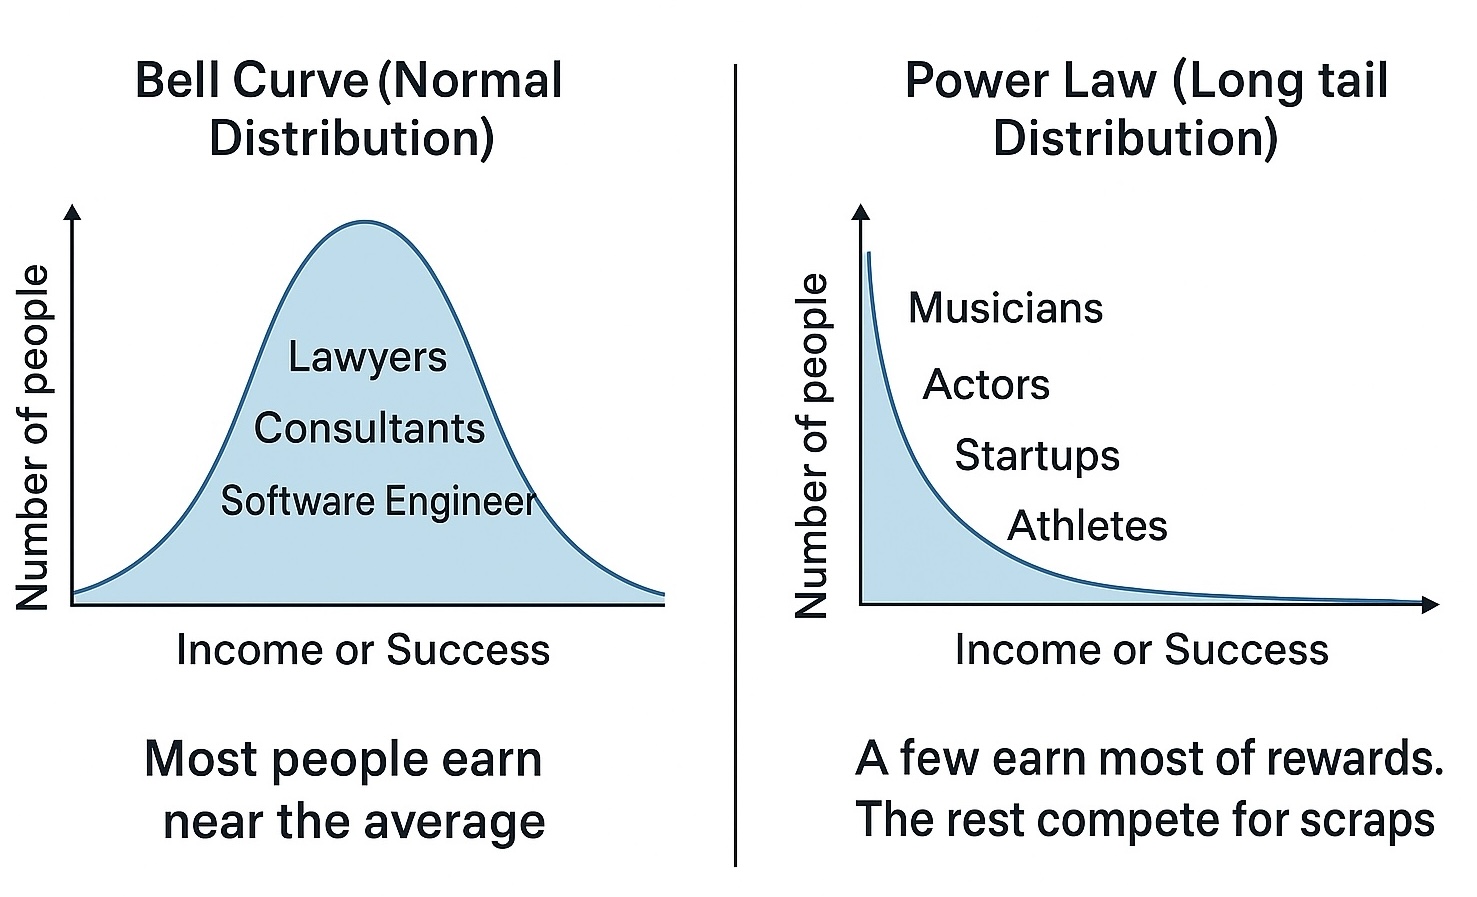 Bell Curve (Normal
Distribution)
Number of people
Lawyers
Consultants
Software Engineer
Income or Success
Most people earn
near the average
Power Law (Long tail
Distribution)
Number of people
Musicians
Actors
Startups
Athletes
Income or Success
A few earn most of rewards.
The rest compete for scraps